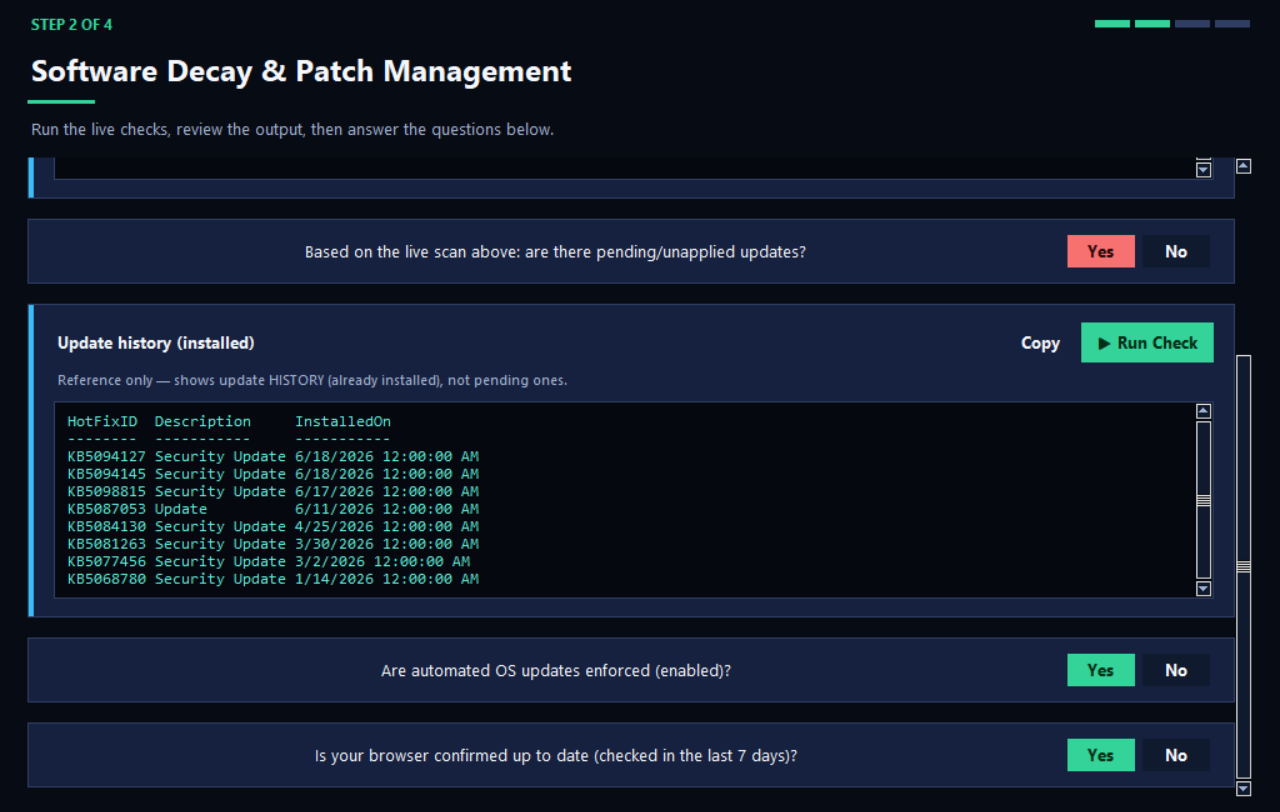 STEP 2 OF 4
Software Decay & Patch Management
Run the live checks, review the output, then answer the questions below.
Based on the live scan above: are there pending/unapplied updates? Yes No
Update history (installed) Copy ▶ Run Check
Reference only — shows update HISTORY (already installed), not pending ones.
HotFixID Description InstalledOn
-------- ----------- -----------
KB5094127 Security Update 6/18/2026 12:00:00 AM
KB5094145 Security Update 6/18/2026 12:00:00 AM
KB5098815 Security Update 6/17/2026 12:00:00 AM
KB5087053 Update 6/11/2026 12:00:00 AM
KB5084130 Security Update 4/25/2026 12:00:00 AM
KB5081263 Security Update 3/30/2026 12:00:00 AM
KB5077456 Security Update 3/2/2026 12:00:00 AM
KB5068780 Security Update 1/14/2026 12:00:00 AM
Are automated OS updates enforced (enabled)? Yes No
Is your browser confirmed up to date (checked in the last 7 days)? Yes No